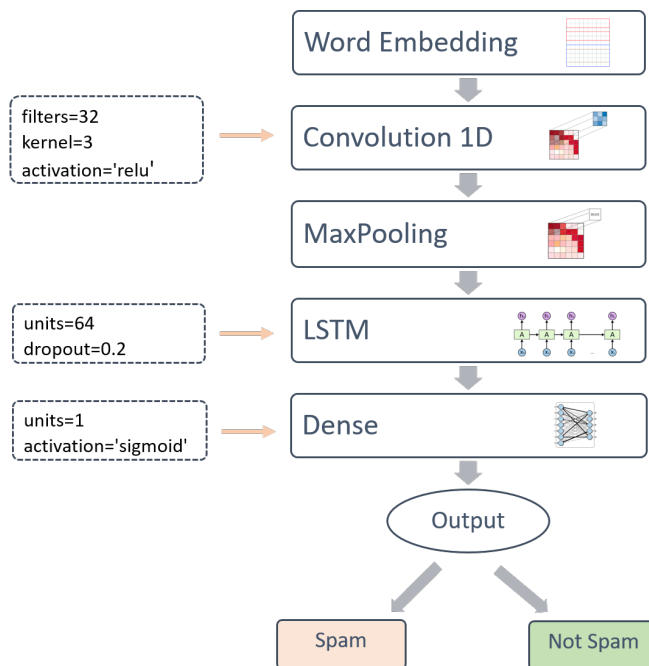 Word Embedding
filters=32
kernel=3
activation='relu'
Convolution 1D
MaxPooling
units=64
dropout=0.2
LSTM
A A A A
units=1
activation='sigmoid'
Dense
Output
Spam
Not Spam